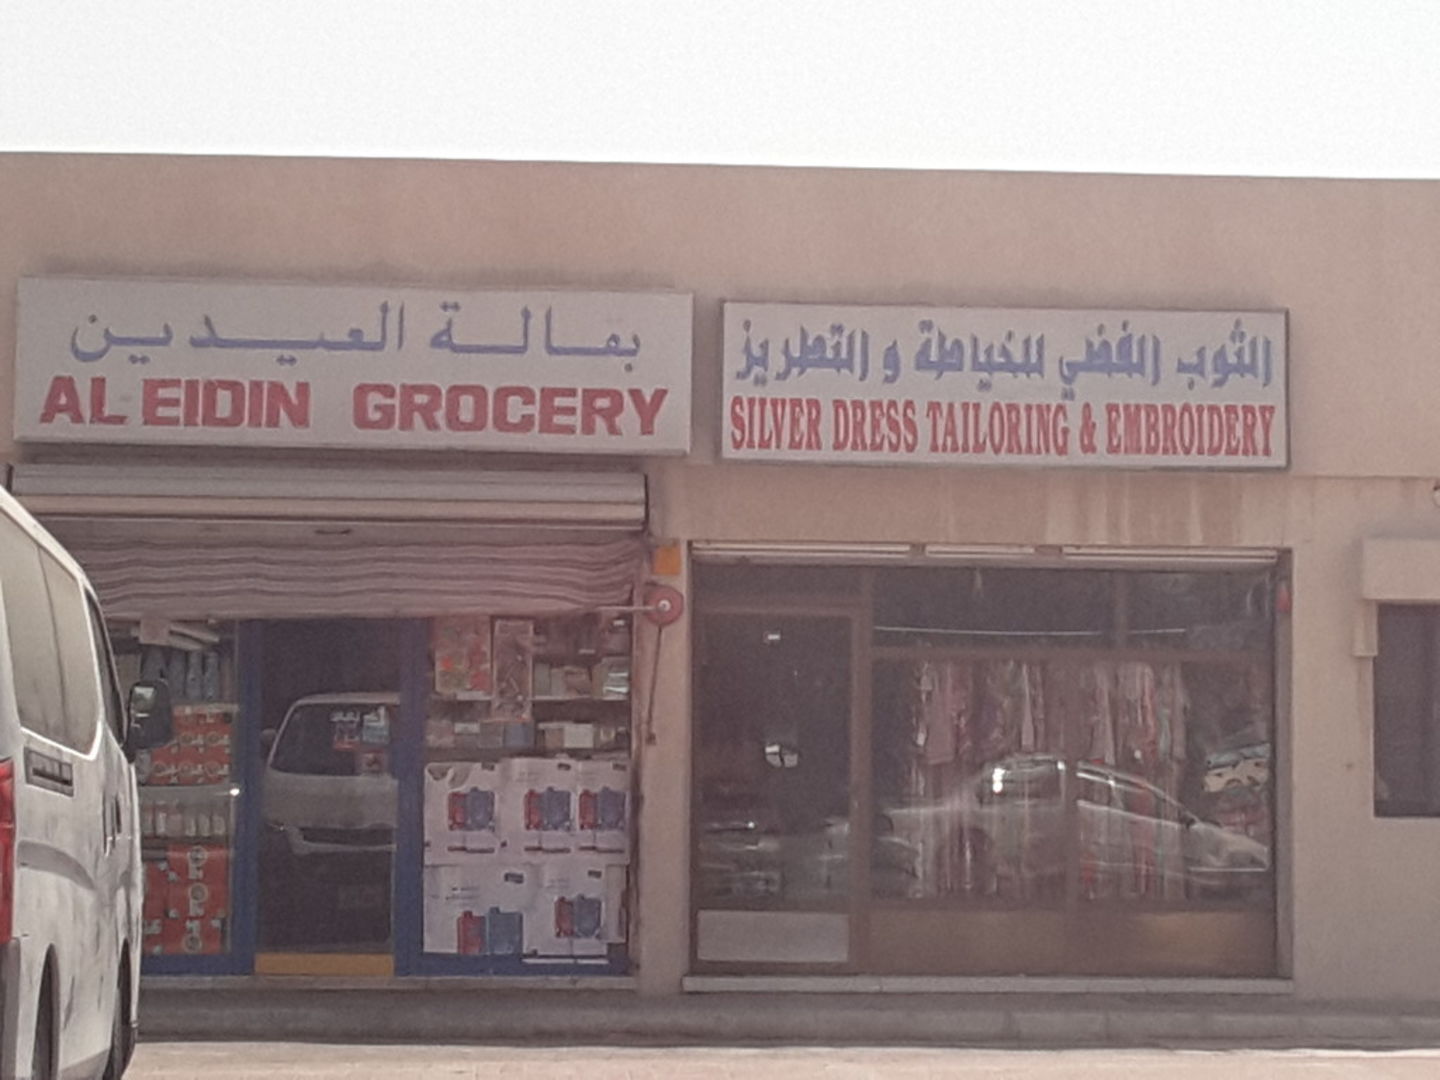 بقالة العيدين
AL EIDIN GROCERY
الثوب الفضي للخياطة و التطريز
SILVER DRESS TAILORING & EMBROIDERY